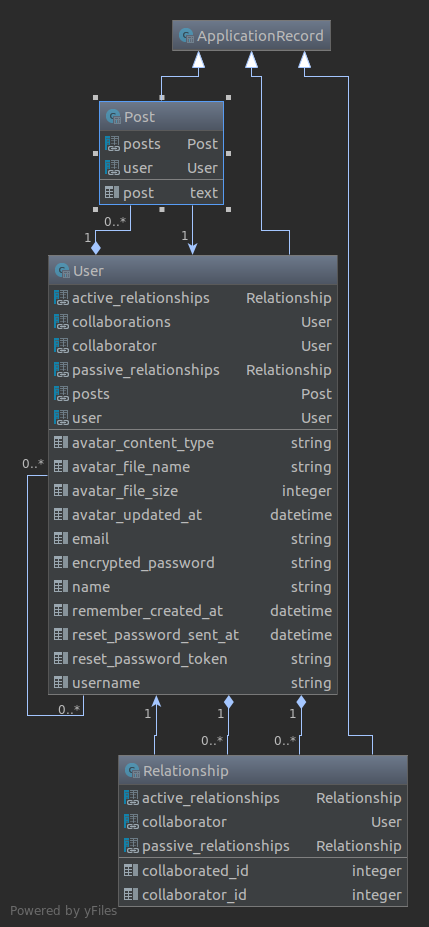 ApplicationRecord
Post
posts Post
user User
post text
0..*
1 1
User
active_relationships Relationship
collaborations User
collaborator User
passive_relationships Relationship
posts Post
user User
avatar_content_type string
0..* avatar_file_name string
avatar_file_size integer
avatar_updated_at datetime
email string
encrypted_password string
name string
remember_created_at datetime
reset_password_sent_at datetime
reset_password_token string
username string
0..* 1 1 1
0..* 0..*
Relationship
active_relationships Relationship
collaborator User
passive_relationships Relationship
collaborated_id integer
collaborator_id integer
Powered by yFiles